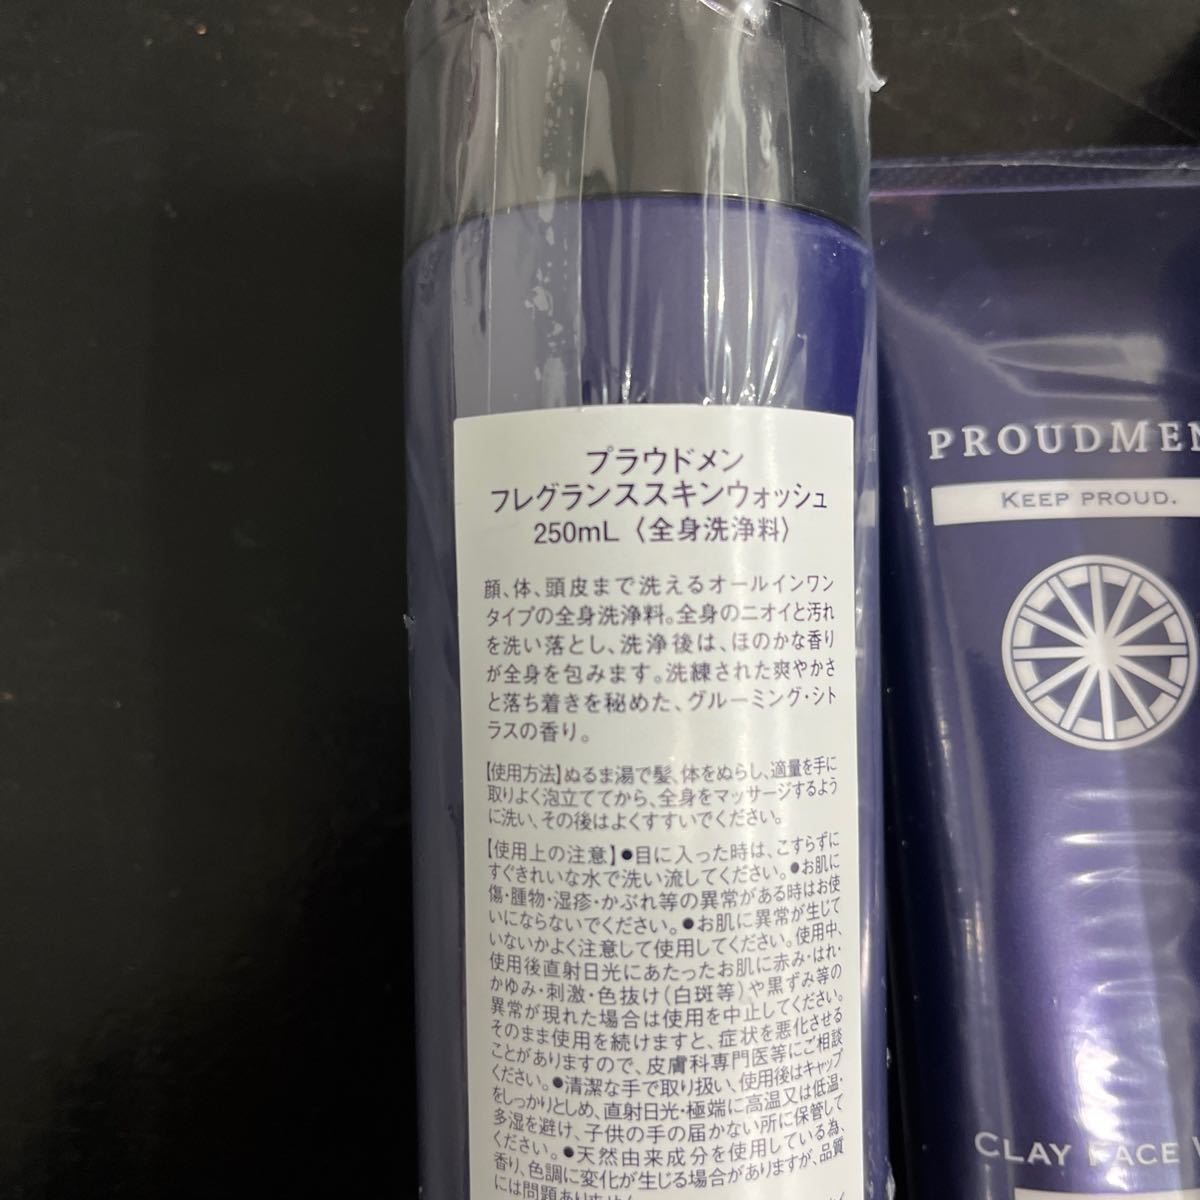 プラウドメン
フレグランススキンウォッシュ
250mL〈全身洗浄料〉
顔、体、頭皮まで洗えるオールインワン
タイプの全身洗浄料。全身のニオイと汚れ
を洗い落とし、洗浄後は、ほのかな香り
が全身を包みます。洗練された爽やかさ
と落ち着きを秘めた、グルーミング・シト
ラスの香り。
【使用方法】ぬるま湯で髪、体をぬらし、適量を手に
取りよく泡立ててから、全身をマッサージするよう
に洗い、その後はよくすすいでください。
【使用上の注意】●目に入った時は、こすらずに
すぐきれいな水で洗い流してください。●お肌に
傷・腫物・湿疹・かぶれ等の異常がある時はお使
いにならないでください。●お肌に異常が生じて
いないかよく注意して使用してください。使用中、
使用後直射日光にあたったお肌に赤み・はれ・
かゆみ・刺激・色抜け(白斑等)や黒ずみ等の
異常が現れた場合は使用を中止してください。
そのまま使用を続けますと、症状を悪化させる
ことがありますので、皮膚科専門医等にご相談
ください。●清潔な手で取り扱い、使用後はキャップ
をしっかりとしめ、直射日光・極端に高温又は低温・
多湿を避け、子供の手の届かない所に保管して
ください。●天然由来成分を使用している為、
香り、色調に変化が生じる場合がありますが、品質
には問題ありません
PROUDMEN
KEEP PROUD.
CLAY FACE